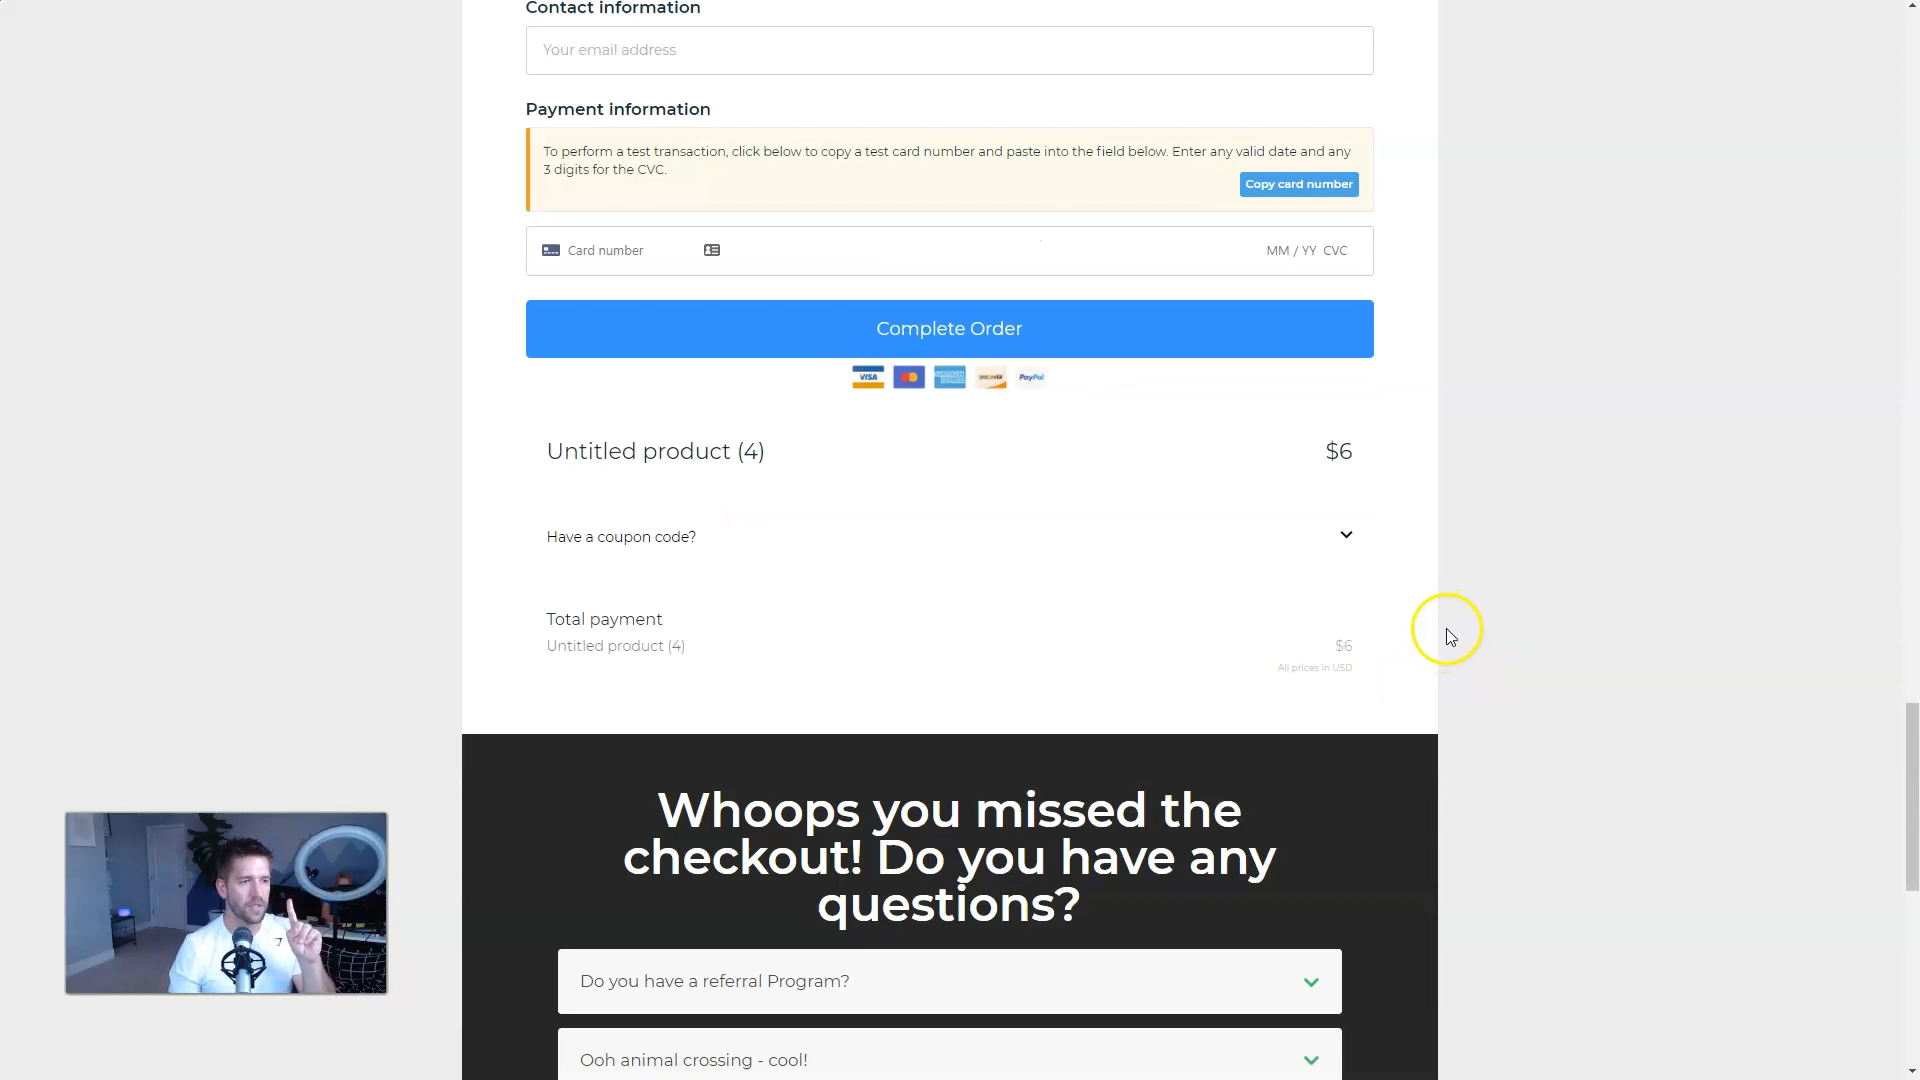 Contact information
Your email address
Payment information
To perform a test transaction, click below to copy a test card number and paste into the field below. Enter any valid date and any
3 digits for the CVC.
Copy card number
Card number
MM / YY CVC
Complete Order
VISA
DISCOVER
PayPal
Untitled product (4)
$6
Have a coupon code?
Total payment
Untitled product (4)
$6
All prices in USD
Whoops you missed the
checkout! Do you have any
questions?
Do you have a referral Program?
Ooh animal crossing - cool!